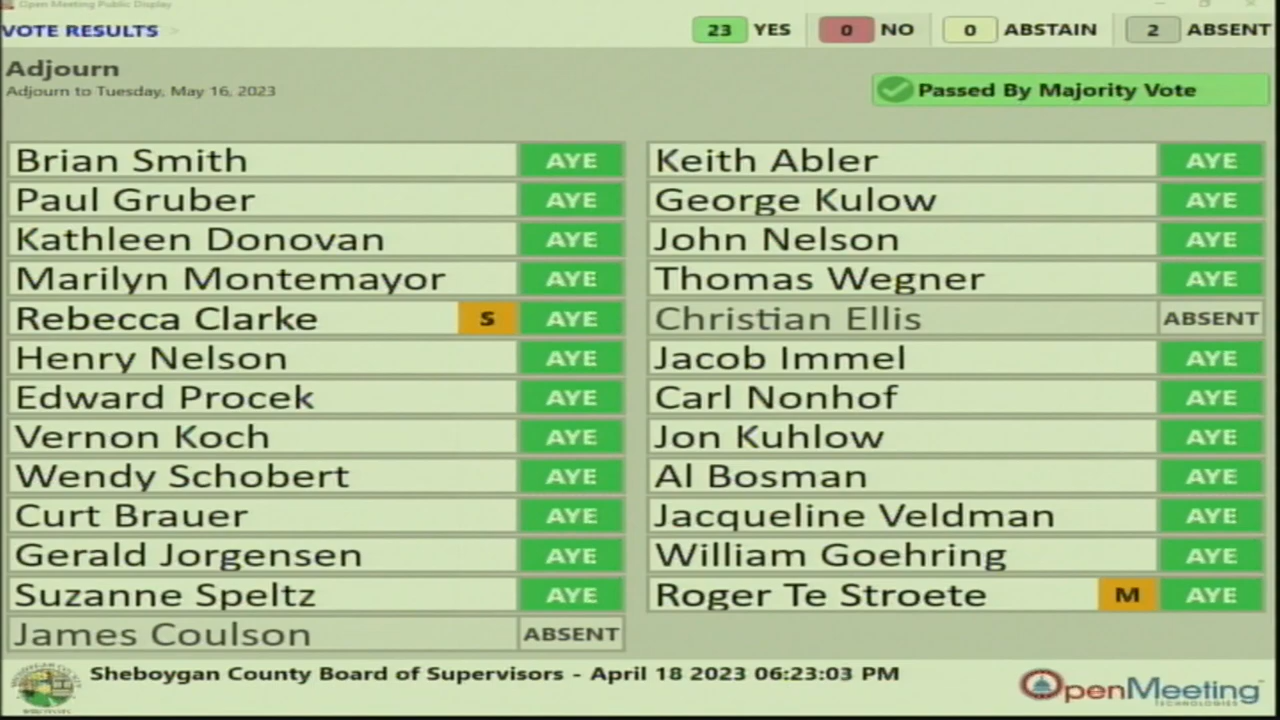 Open Meeting Public Display
VOTE RESULTS
23 YES 0 NO 0 ABSTAIN 2 ABSENT
Adjourn
Adjourn to Tuesday, May 16, 2023
Passed By Majority Vote
Brian Smith AYE
Paul Gruber AYE
Kathleen Donovan AYE
Marilyn Montemayor AYE
Rebecca Clarke S AYE
Henry Nelson AYE
Edward Procek AYE
Vernon Koch AYE
Wendy Schobert AYE
Curt Brauer AYE
Gerald Jorgensen AYE
Suzanne Speltz AYE
James Coulson ABSENT
Keith Abler AYE
George Kulow AYE
John Nelson AYE
Thomas Wegner AYE
Christian Ellis ABSENT
Jacob Immel AYE
Carl Nonhof AYE
Jon Kuhlow AYE
Al Bosman AYE
Jacqueline Veldman AYE
William Goehring AYE
Roger Te Stroete M AYE
Sheboygan County Board of Supervisors - April 18 2023 06:23:03 PM
OpenMeeting
TECHNOLOGIES